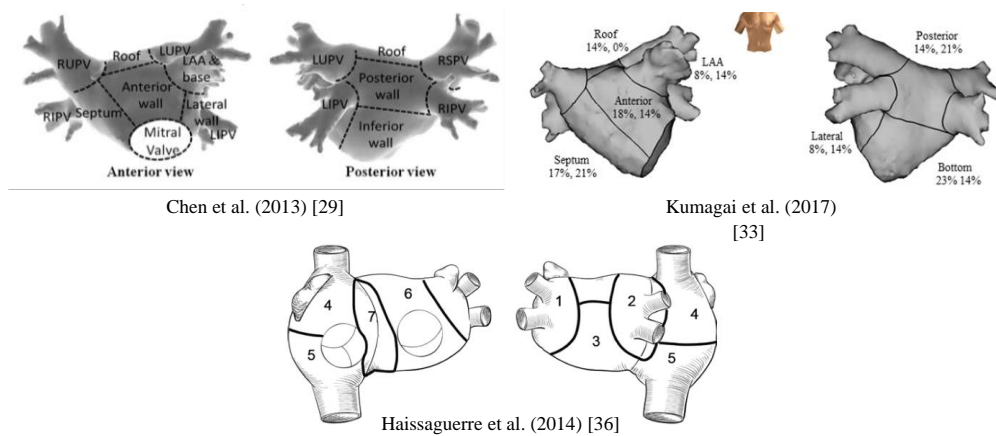 Roof
LUPV
RUPV
LAA &
base
Anterior
wall
RIPV
Septum
Lateral
wall
LIPV
Mitral
Valve
Anterior view
Roof
LUPV
RSPV
Posterior
wall
LIPV
RIPV
Inferior
wall
Posterior view
Chen et al. (2013) [29]
Roof
14%, 0%
LAA
8%, 14%
Anterior
18%, 14%
Septum
17%, 21%
Posterior
14%, 21%
Lateral
8%, 14%
Bottom
23% 14%
Kumagai et al. (2017)
[33]
4
6
7
5
1
2
4
3
5
Haissaguerre et al. (2014) [36]